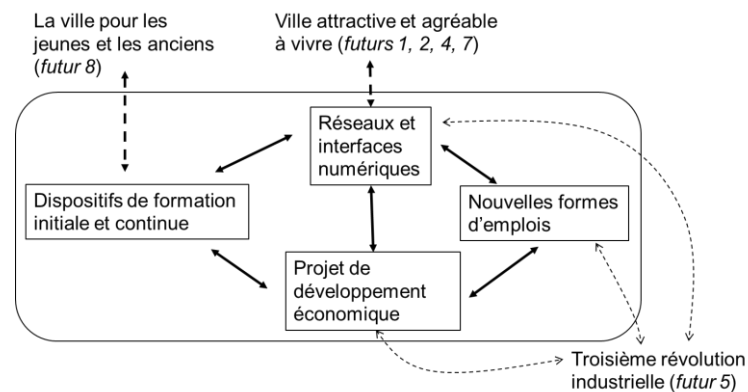 La ville pour les
jeunes et les anciens
(futur 8)
Ville attractive et agréable
à vivre (futurs 1, 2, 4, 7)
Réseaux et
interfaces
numériques
Dispositifs de formation
initiale et continue
Nouvelles formes
d'emplois
Projet de
développement
économique
Troisième révolution
industrielle (futur 5)